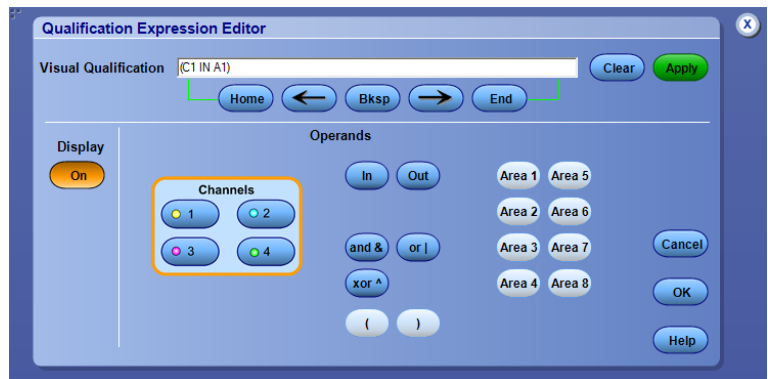 Qualification Expression Editor
X
Visual Qualification (C1 IN A1) Clear Apply
Home Bksp End
Display
On
Operands
Channels
1 2
3 4
In Out
and & or |
xor ^
( )
Area 1 Area 5
Area 2 Area 6
Area 3 Area 7
Area 4 Area 8
Cancel
OK
Help